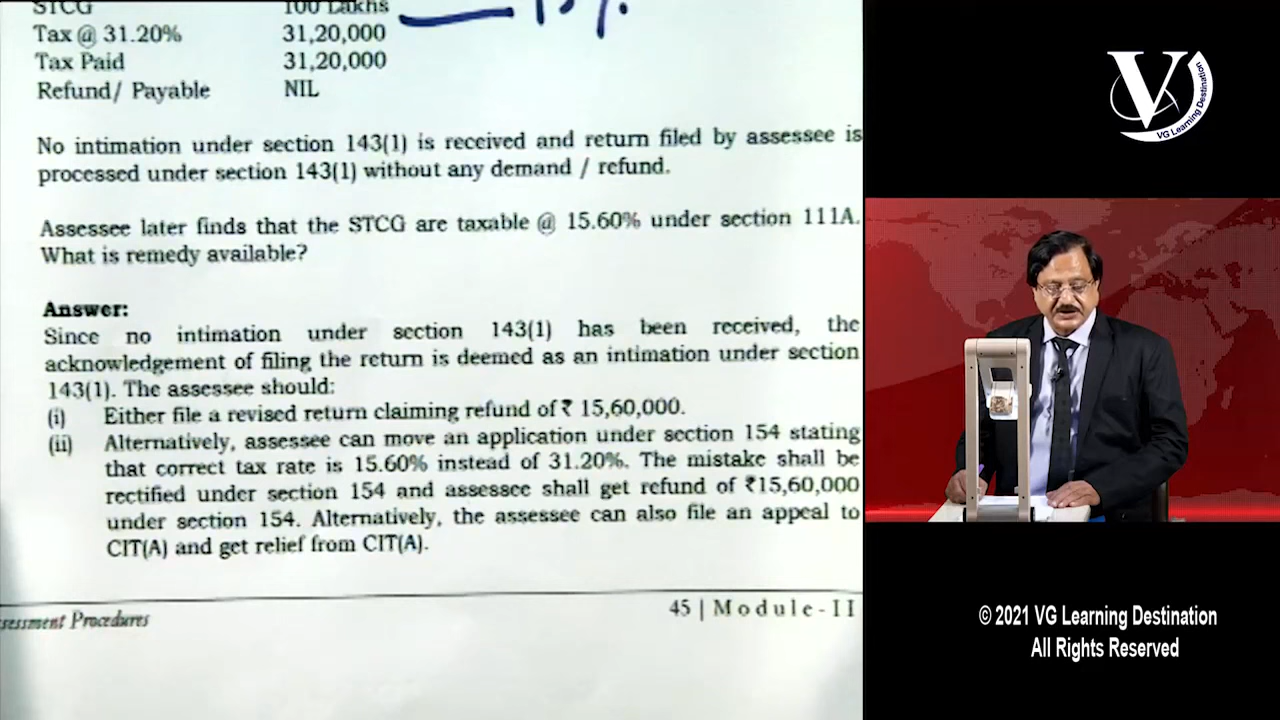 STCG 100 Lakhs
Tax @ 31.20% 31,20,000
Tax Paid 31,20,000
Refund/ Payable NIL
No intimation under section 143(1) is received and return filed by assessee is
processed under section 143(1) without any demand / refund.
Assessee later finds that the STCG are taxable @ 15.60% under section 111A.
What is remedy available?
Answer:
Since no intimation under section 143(1) has been received, the
acknowledgement of filing the return is deemed as an intimation under section
143(1). The assessee should:
(i) Either file a revised return claiming refund of ₹ 15,60,000.
(ii) Alternatively, assessee can move an application under section 154 stating
that correct tax rate is 15.60% instead of 31.20%. The mistake shall be
rectified under section 154 and assessee shall get refund of ₹15,60,000
under section 154. Alternatively, the assessee can also file an appeal to
CIT(A) and get relief from CIT(A).
sessment Procedures
45 | Module-II
V
VG Learning Destination
© 2021 VG Learning Destination
All Rights Reserved